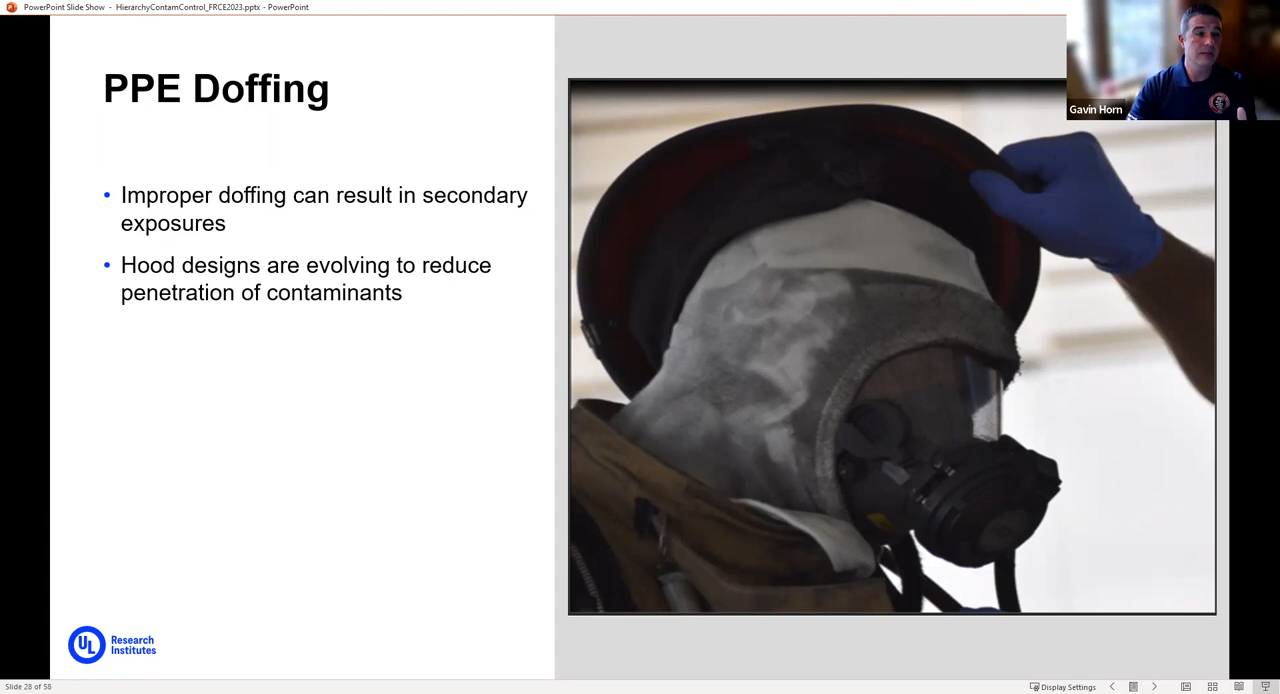 PowerPoint Slide Show - HierarchyContamControl_FRCE2023.pptx - PowerPoint
Gavin Horn
PPE Doffing
• Improper doffing can result in secondary
exposures
• Hood designs are evolving to reduce
penetration of contaminants
UL
Research
Institutes
Slide 28 of 58
Display Settings